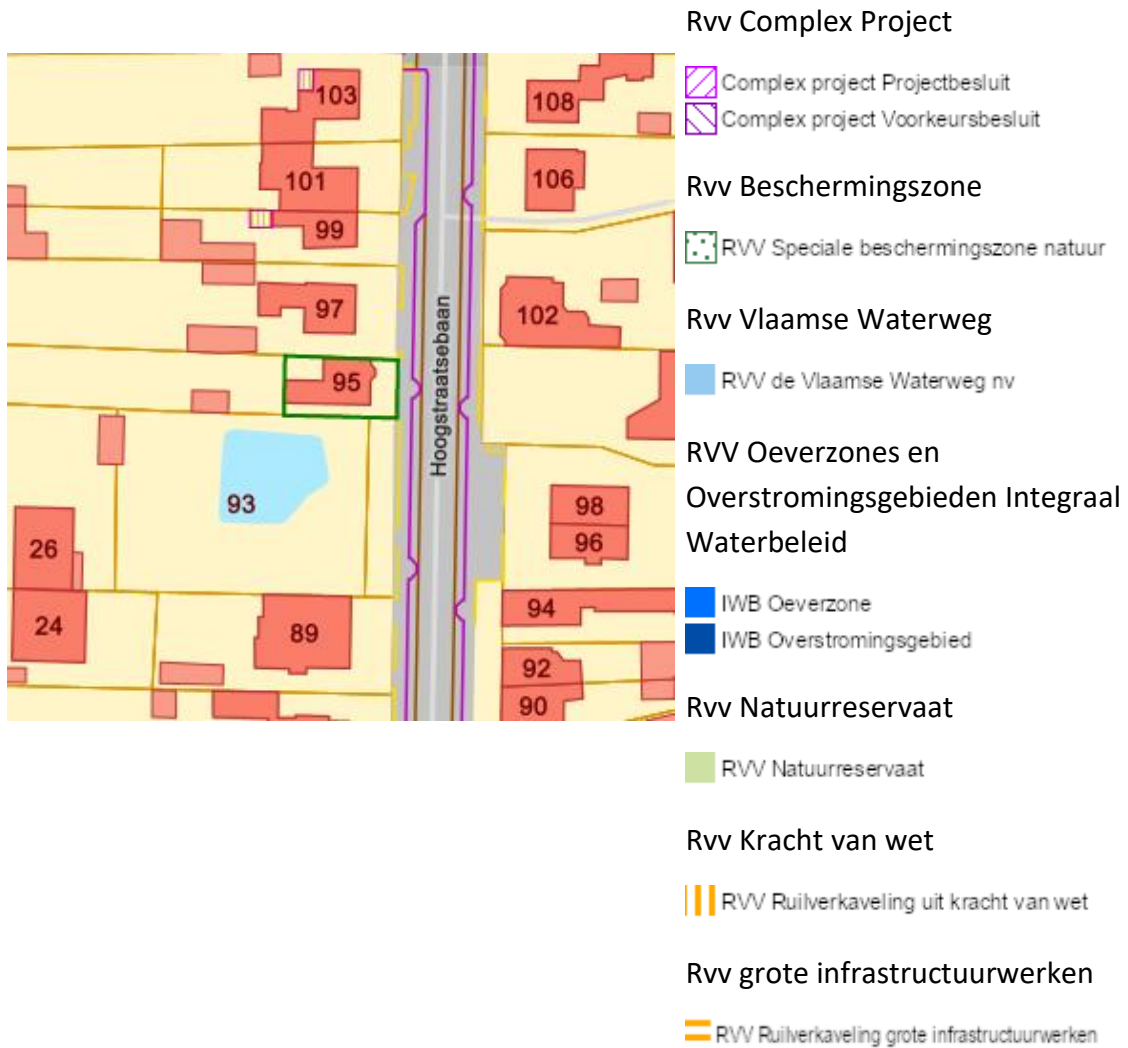 Rvv Complex Project
Complex project Projectbesluit
Complex project Voorkeursbesluit
Rvv Beschermingszone
RVV Speciale beschermingszone natuur
Rvv Vlaamse Waterweg
RVV de Vlaamse Waterweg nv
RVV Oeverzones en
Overstromingsgebieden Integraal
Waterbeleid
IWB Oeverzone
IWB Overstromingsgebied
Rvv Natuurreservaat
RVV Natuurreservaat
Rvv Kracht van wet
RVV Ruilverkaveling uit kracht van wet
Rvv grote infrastructuurwerken
RVV Ruilverkaveling grote infrastructuurwerken
103
108
101
106
99
97
102
95
Hoogstraatsebaan
93
98
96
26
94
24
89
92
90